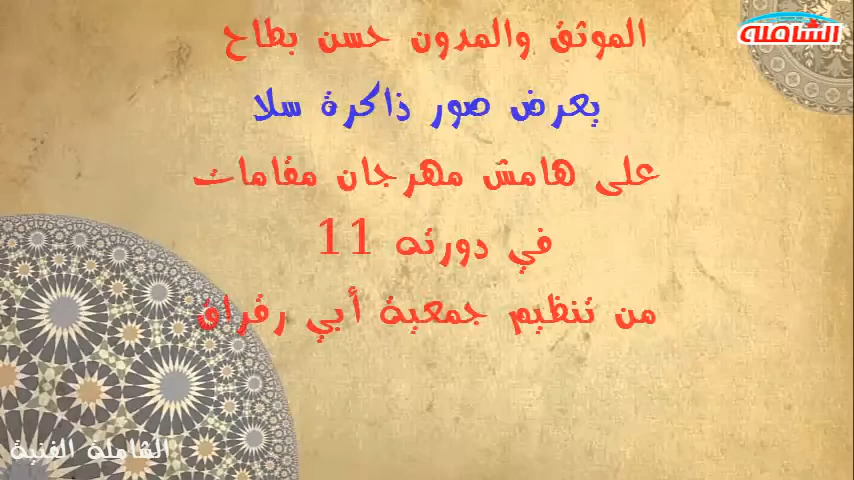 الشاملة
الموثق والمدون حسن بطاح
يعرض صور ذاكرة سلا
على هامش مهرجان مقامات
في دورته 11
من تنظيم جمعية أبي رقراق
الشاملة الفنية